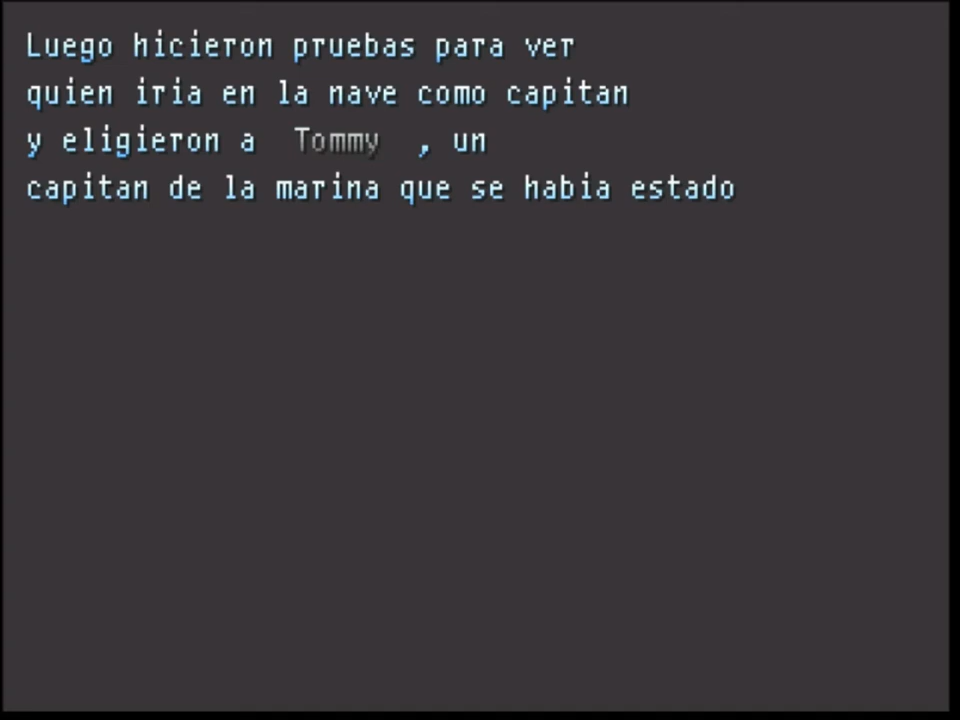 Luego hicieron pruebas para ver
quien iria en la nave como capitan
y eligieron a Tommy , un
capitan de la marina que se habia estado